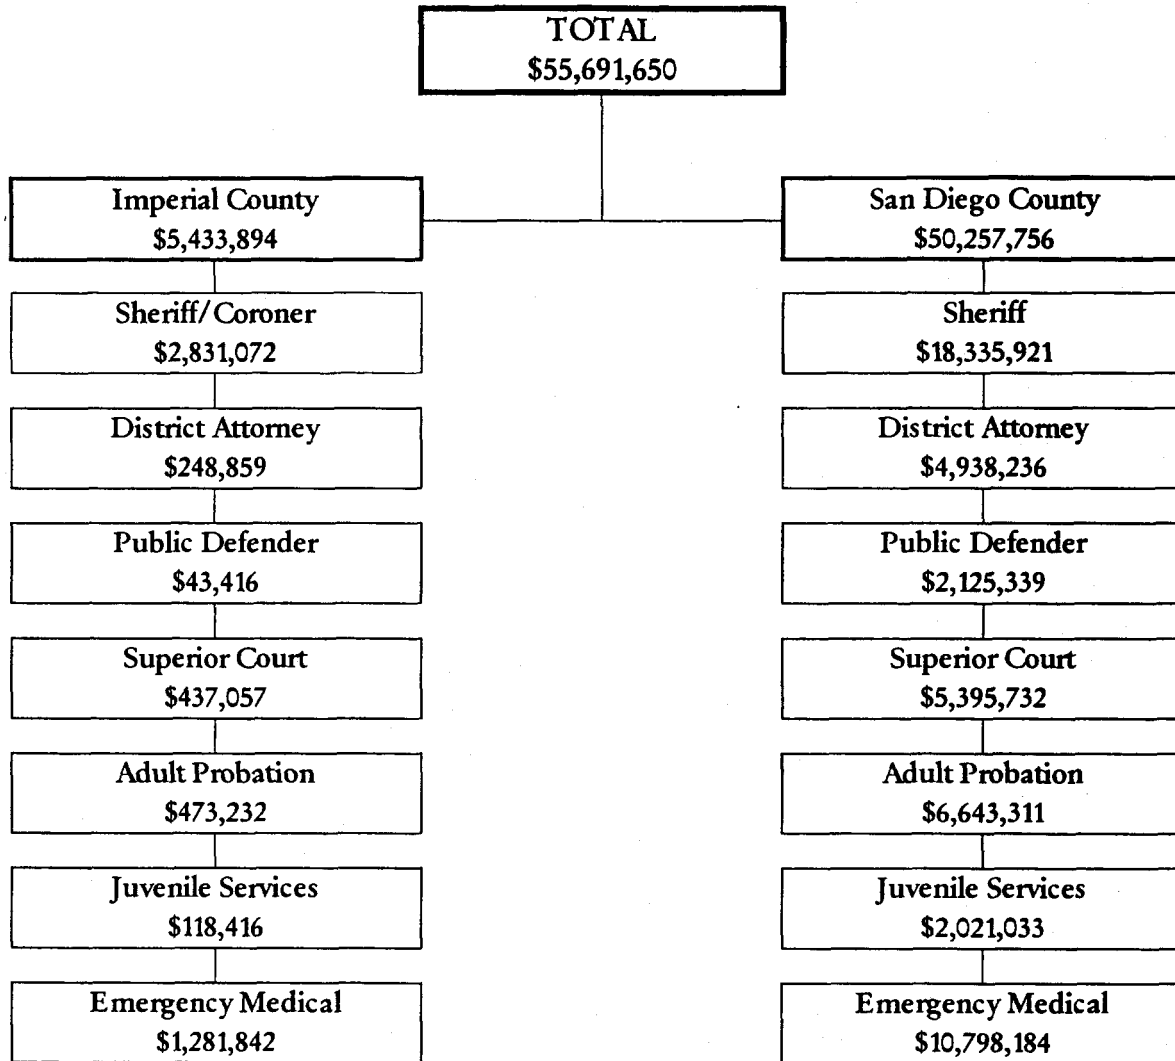 TOTAL
$55,691,650
Imperial County
$5,433,894
Sheriff/Coroner
$2,831,072
District Attorney
$248,859
Public Defender
$43,416
Superior Court
$437,057
Adult Probation
$473,232
Juvenile Services
$118,416
Emergency Medical
$1,281,842
San Diego County
$50,257,756
Sheriff
$18,335,921
District Attorney
$4,938,236
Public Defender
$2,125,339
Superior Court
$5,395,732
Adult Probation
$6,643,311
Juvenile Services
$2,021,033
Emergency Medical
$10,798,184